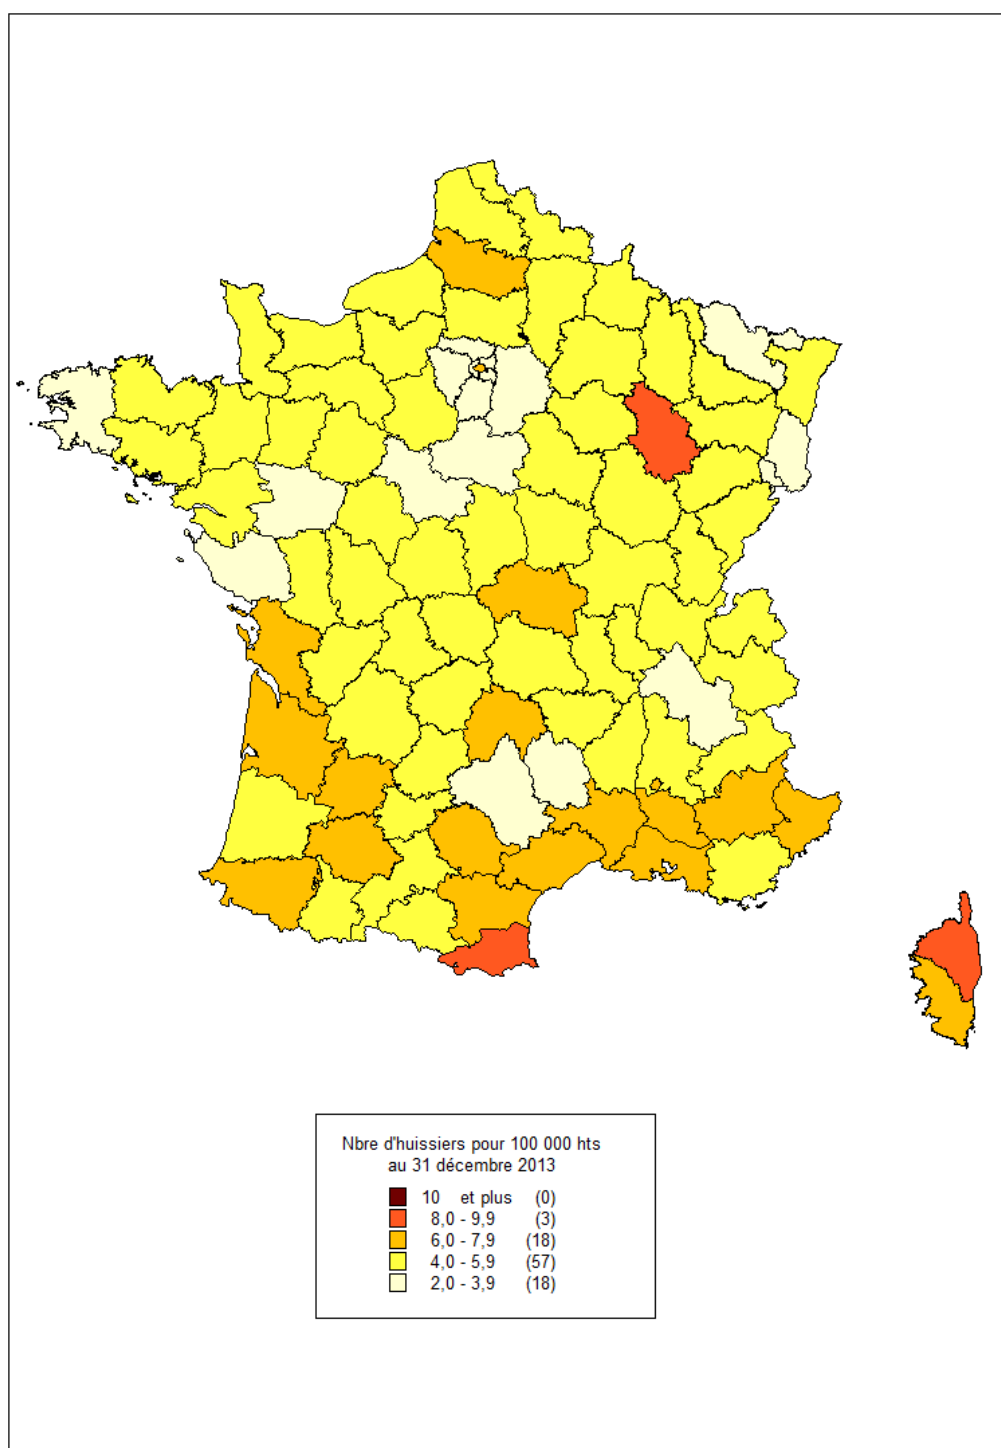 Nbre d'huissiers pour 100 000 hts
au 31 décembre 2013
10 et plus (0)
8,0 - 9,9 (3)
6,0 - 7,9 (18)
4,0 - 5,9 (57)
2,0 - 3,9 (18)